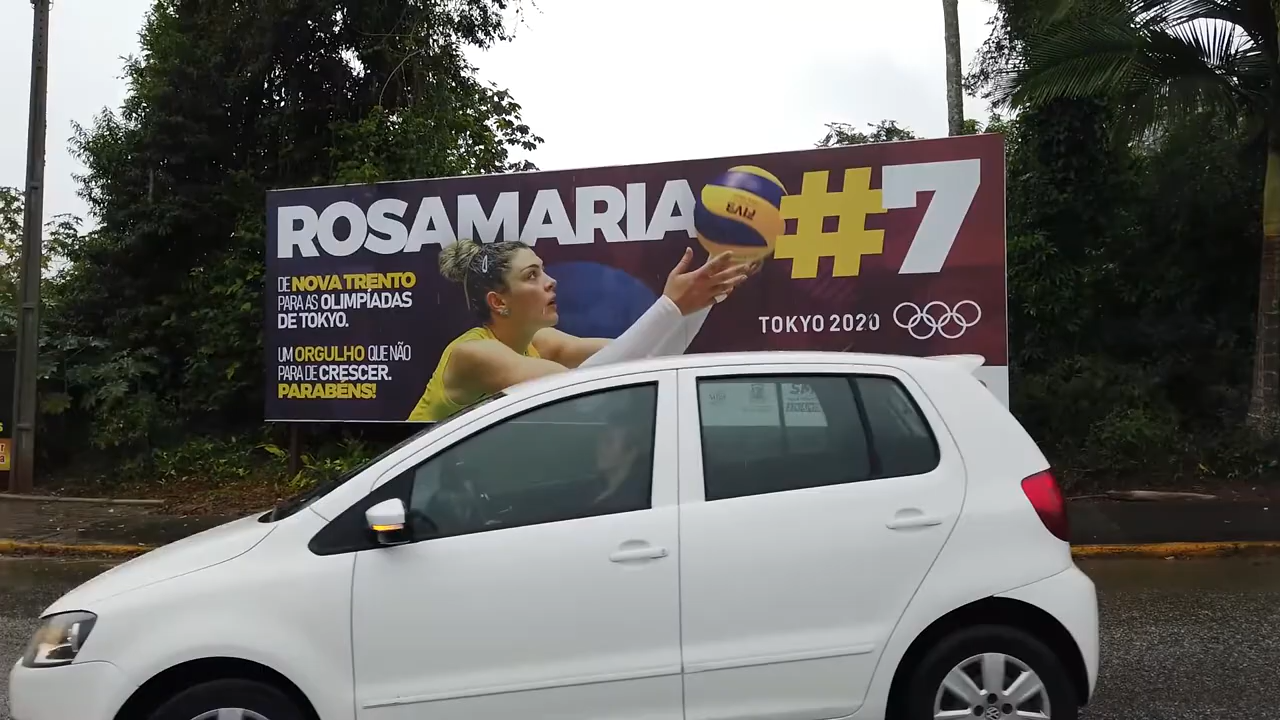 ROSAMARIA #7
DE NOVA TRENTO
PARA AS OLIMPÍADAS
DE TOKYO.
UM ORGULHO QUE NÃO
PARA DE CRESCER.
PARABÉNS!
FIVB
TOKYO 2020